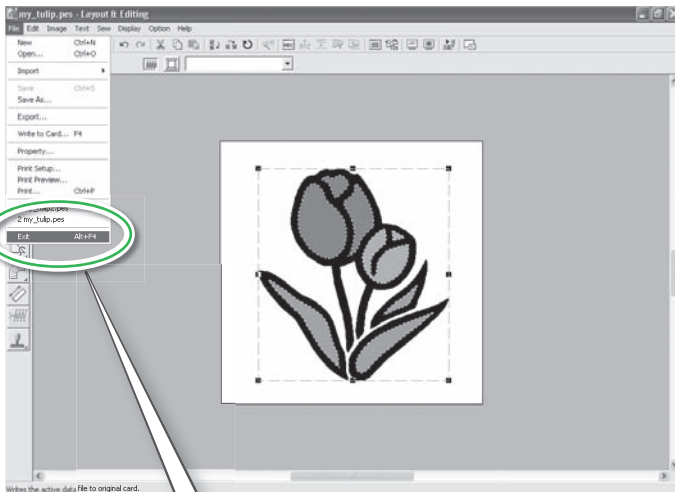 my_tulip.pes - Layout & Editing
File Edit Image Text Sew Display Option Help
New Ctrl+N
Open... Ctrl+O
Import
Save Ctrl+S
Save As...
Export...
Write to Card... F4
Property...
Print Setup...
Print Preview...
Print... Ctrl+P
2 my_tulip.pes
Exit Alt+F4
Writes the active data file to original card.